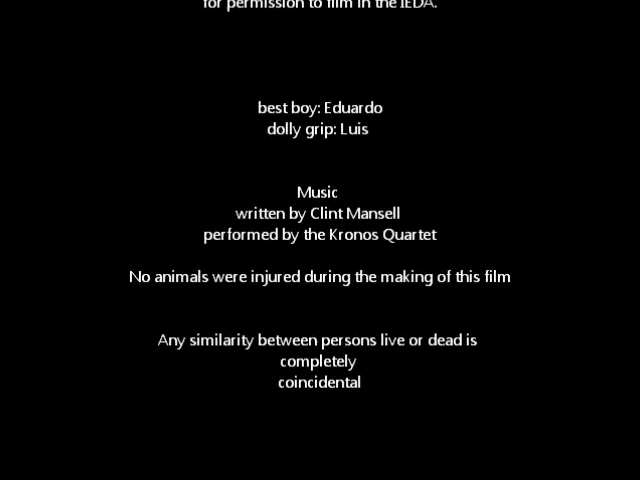 for permission to film in the IEDA.
best boy: Eduardo
dolly grip: Luis
Music
written by Clint Mansell
performed by the Kronos Quartet
No animals were injured during the making of this film
Any similarity between persons live or dead is
completely
coincidental